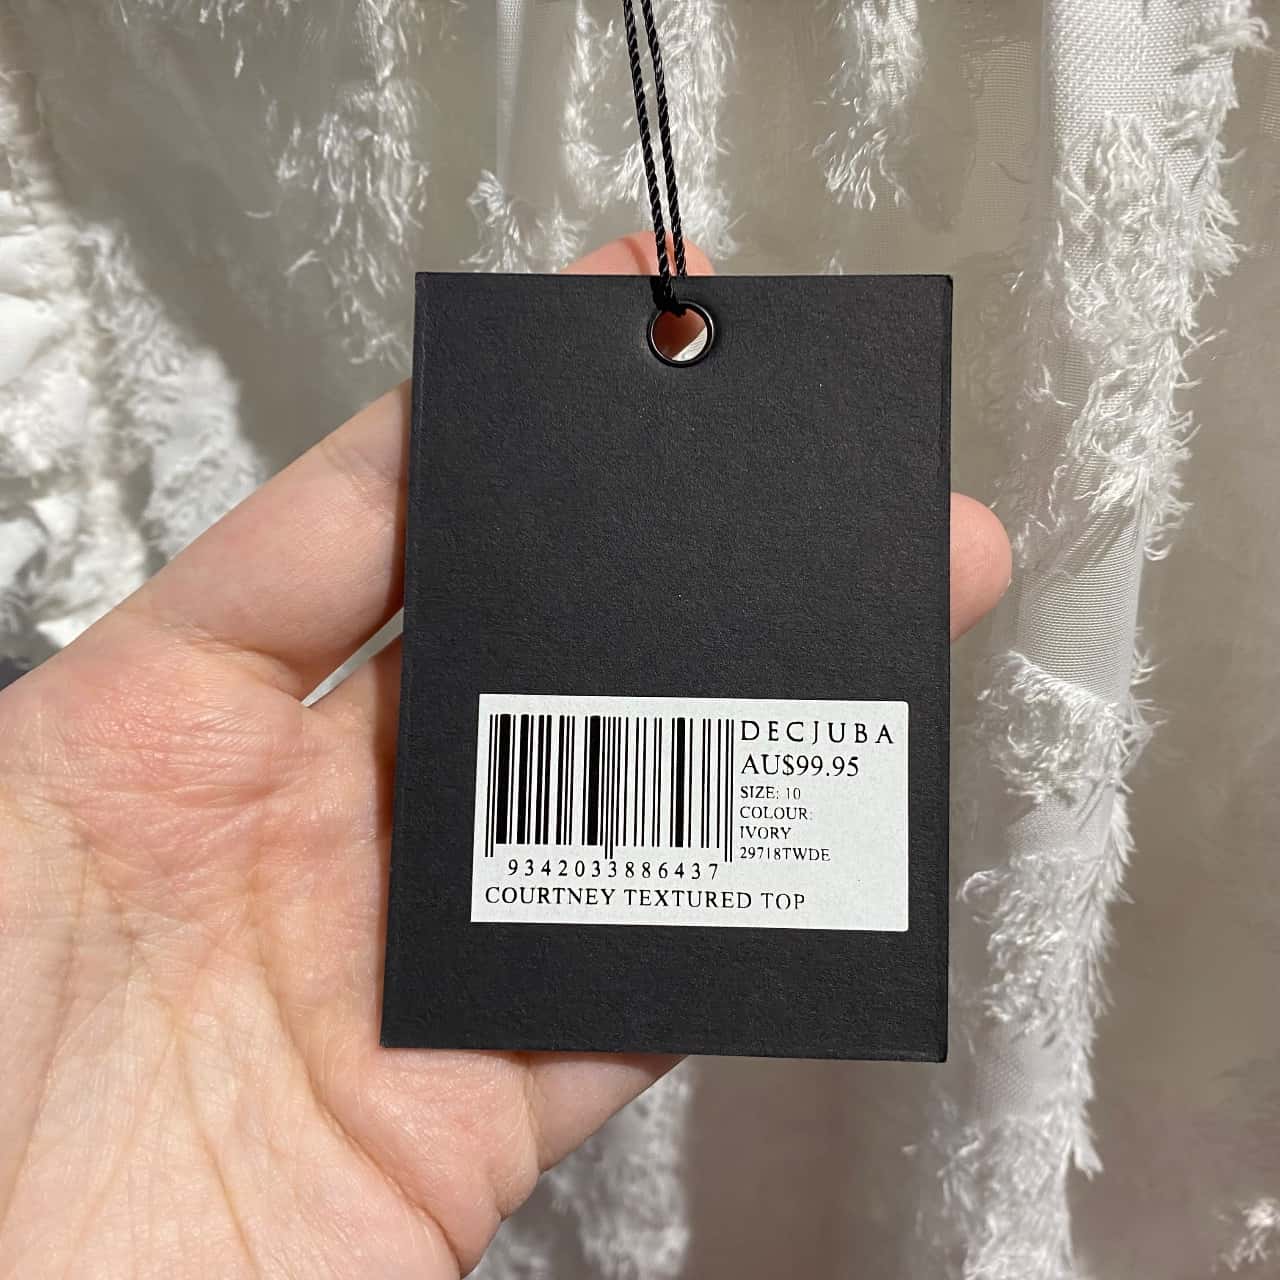 DECJUBA
AU$99.95
SIZE: 10
COLOUR:
IVORY
29718TWDE
9342033886437
COURTNEY TEXTURED TOP